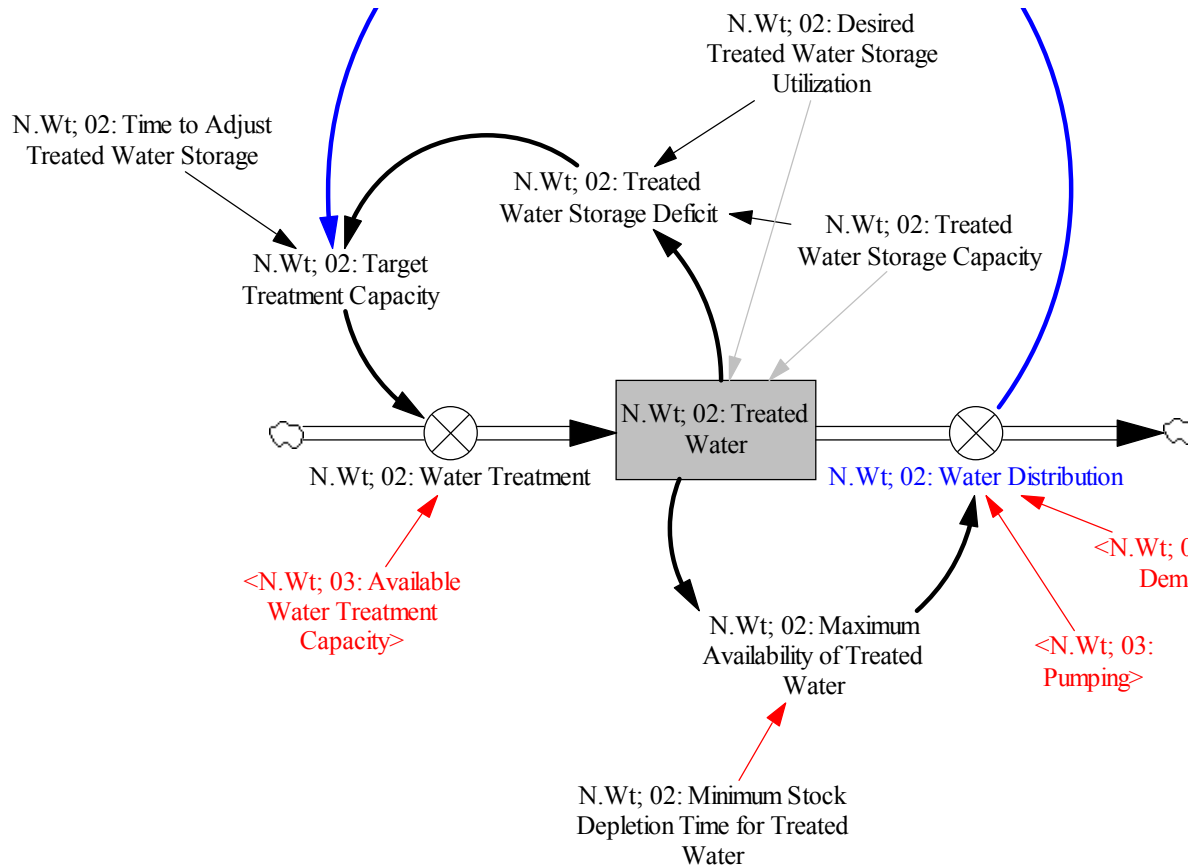 N.Wt; 02: Desired
Treated Water Storage
Utilization
N.Wt; 02: Time to Adjust
Treated Water Storage
N.Wt; 02: Treated
Water Storage Deficit
N.Wt; 02: Treated
Water Storage Capacity
N.Wt; 02: Target
Treatment Capacity
N.Wt; 02: Treated
Water
N.Wt; 02: Water Treatment
N.Wt; 02: Water Distribution
<N.Wt; 03: Available
Water Treatment
Capacity>
<N.Wt;
N.Wt; 02: Maximum
Availability of Treated
Water
<N.Wt; 03:
Pumping>
N.Wt; 02: Minimum Stock
Depletion Time for Treated
Water